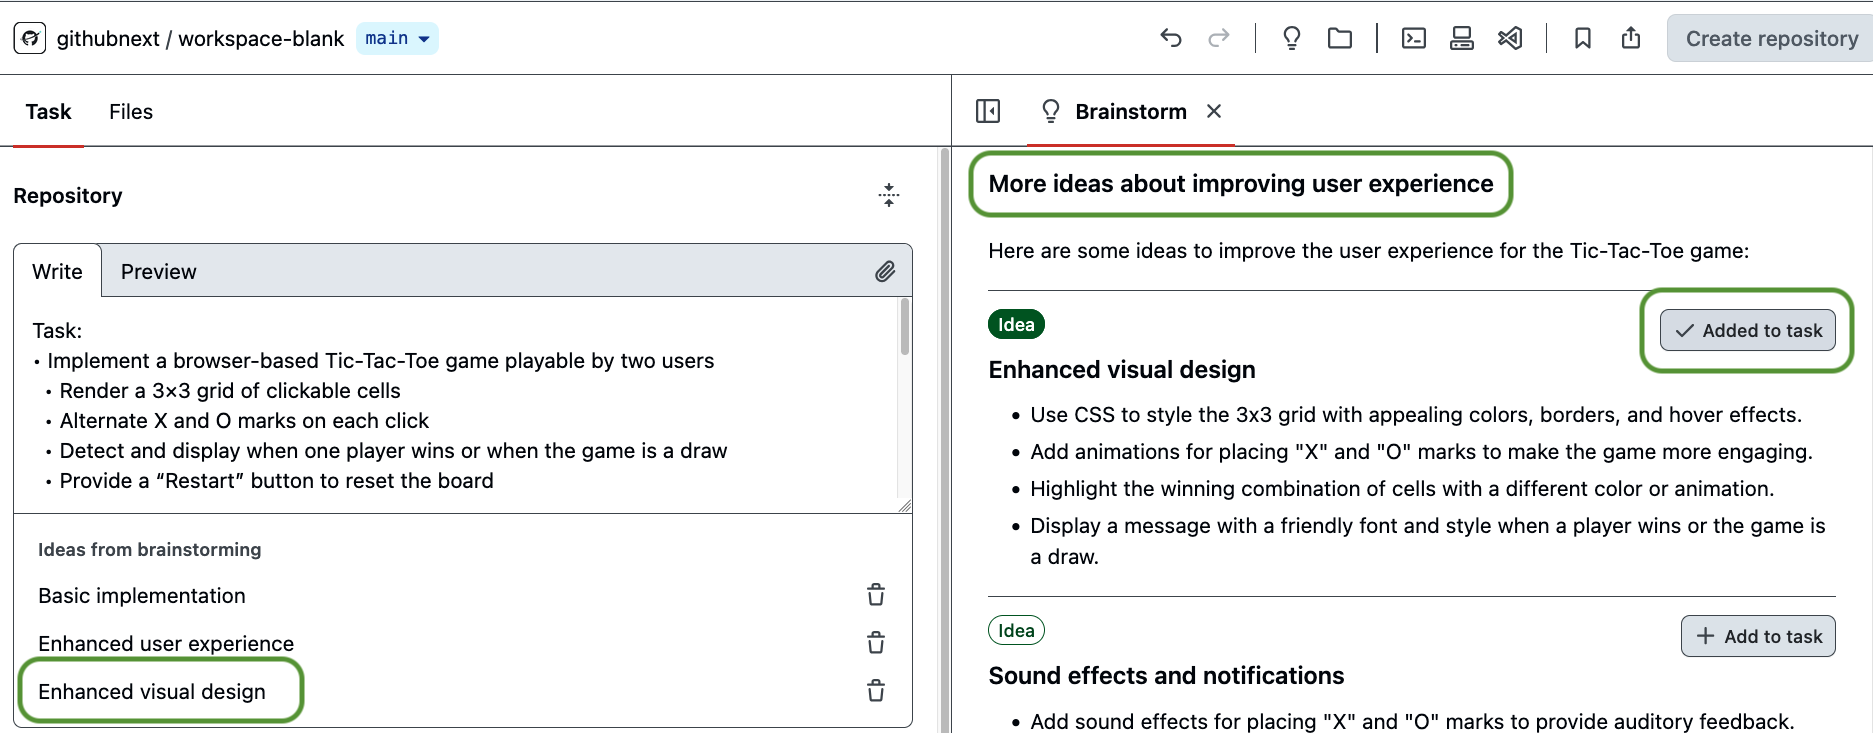 githubnext / workspace-blank main
Create repository
Task Files
Repository
Write Preview
Task:
• Implement a browser-based Tic-Tac-Toe game playable by two users
• Render a 3×3 grid of clickable cells
• Alternate X and O marks on each click
• Detect and display when one player wins or when the game is a draw
• Provide a “Restart” button to reset the board
Ideas from brainstorming
Basic implementation
Enhanced user experience
Enhanced visual design
Brainstorm
More ideas about improving user experience
Here are some ideas to improve the user experience for the Tic-Tac-Toe game:
Idea
Added to task
Enhanced visual design
• Use CSS to style the 3x3 grid with appealing colors, borders, and hover effects.
• Add animations for placing "X" and "O" marks to make the game more engaging.
• Highlight the winning combination of cells with a different color or animation.
• Display a message with a friendly font and style when a player wins or the game is
a draw.
Idea
Add to task
Sound effects and notifications
• Add sound effects for placing "X" and "O" marks to provide auditory feedback.